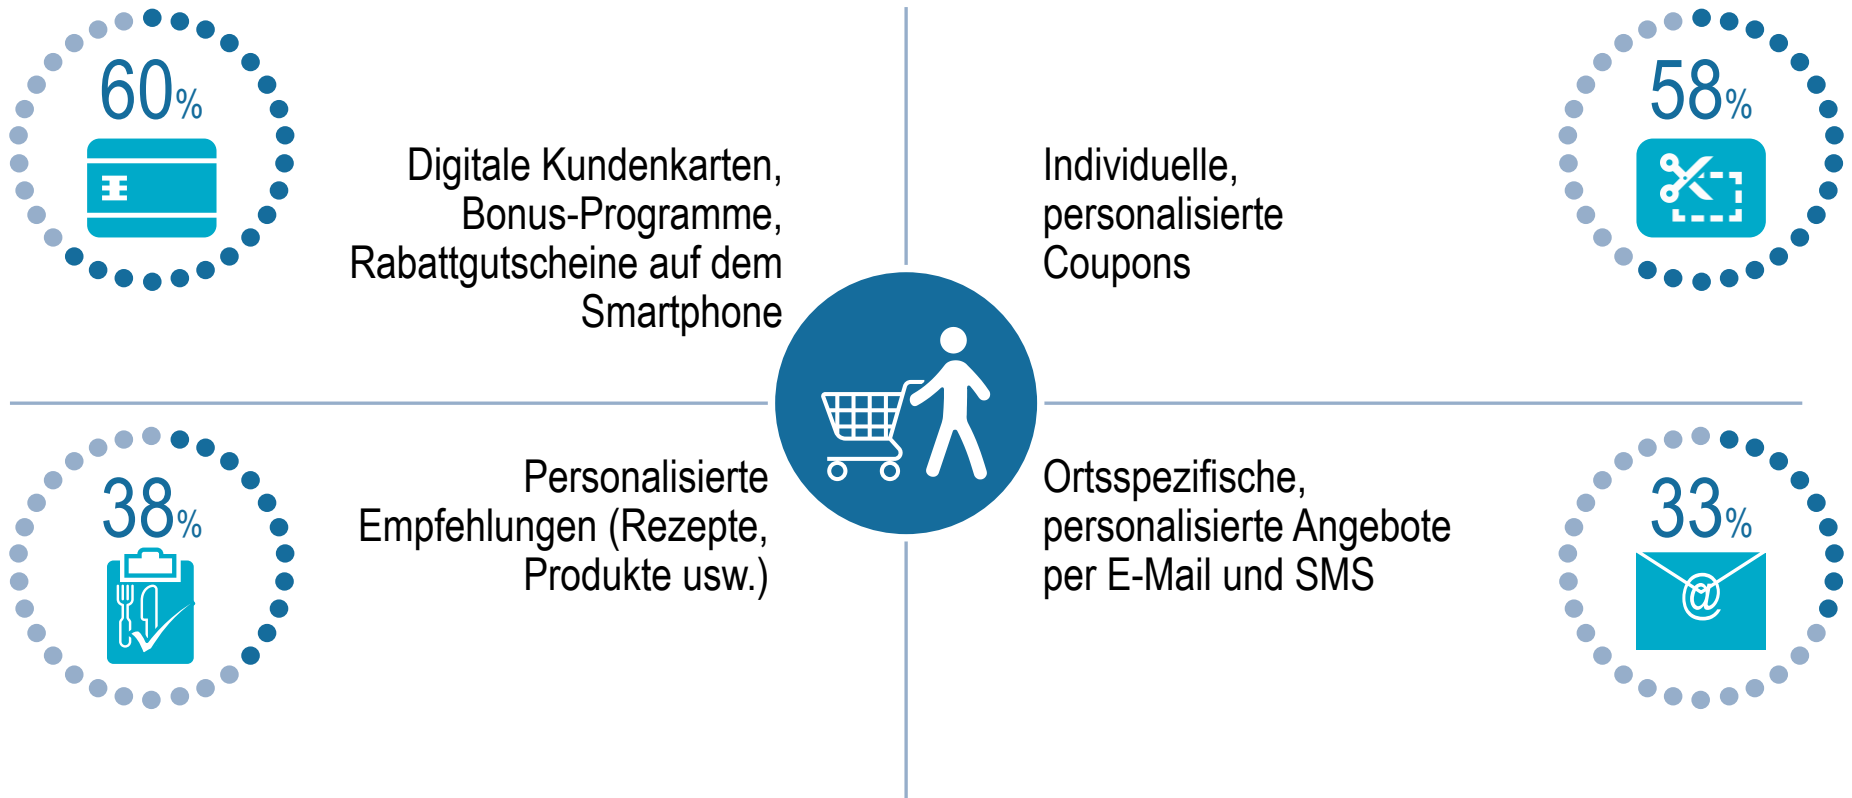 60%
Digitale Kundenkarten,
Bonus-Programme,
Rabattgutscheine auf dem
Smartphone
58%
Individuelle,
personalisierte
Coupons
38%
Personalisierte
Empfehlungen (Rezepte,
Produkte usw.)
33%
@
Ortsspezifische,
personalisierte Angebote
per E-Mail und SMS